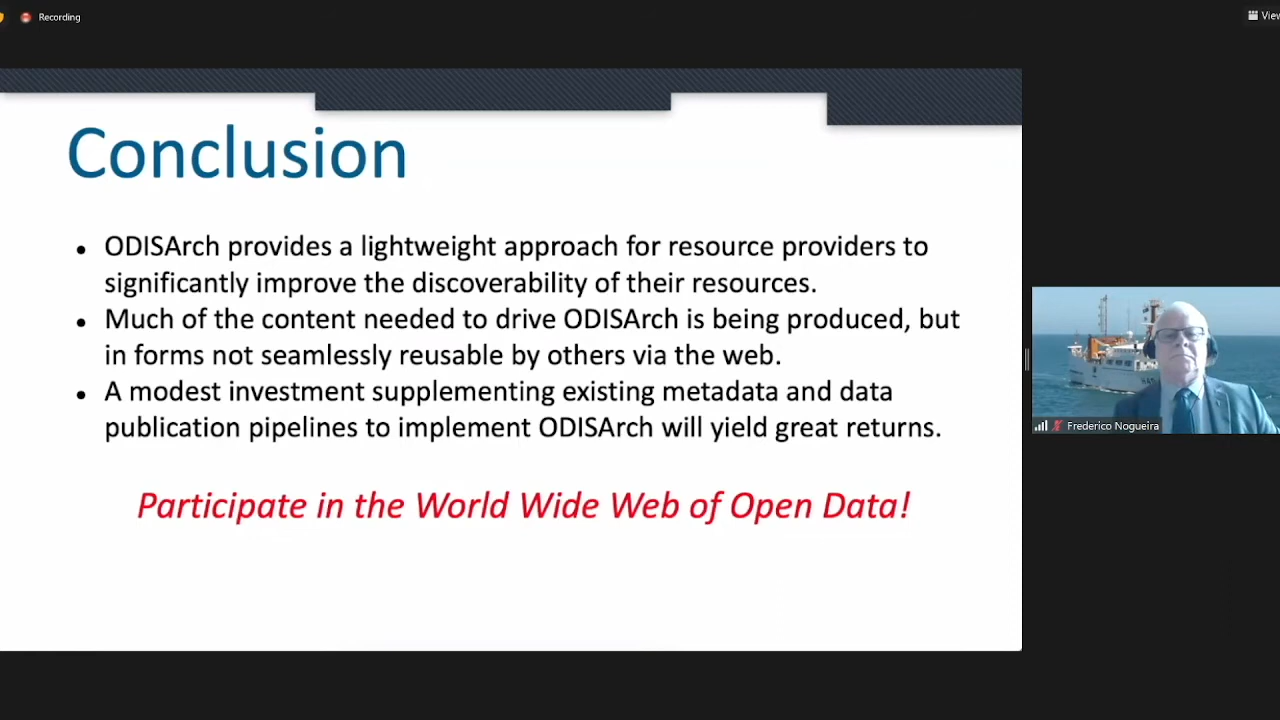 Recording
View
Conclusion
• ODISArch provides a lightweight approach for resource providers to
significantly improve the discoverability of their resources.
• Much of the content needed to drive ODISArch is being produced, but
in forms not seamlessly reusable by others via the web.
• A modest investment supplementing existing metadata and data
publication pipelines to implement ODISArch will yield great returns.
Participate in the World Wide Web of Open Data!
Frederico Nogueira